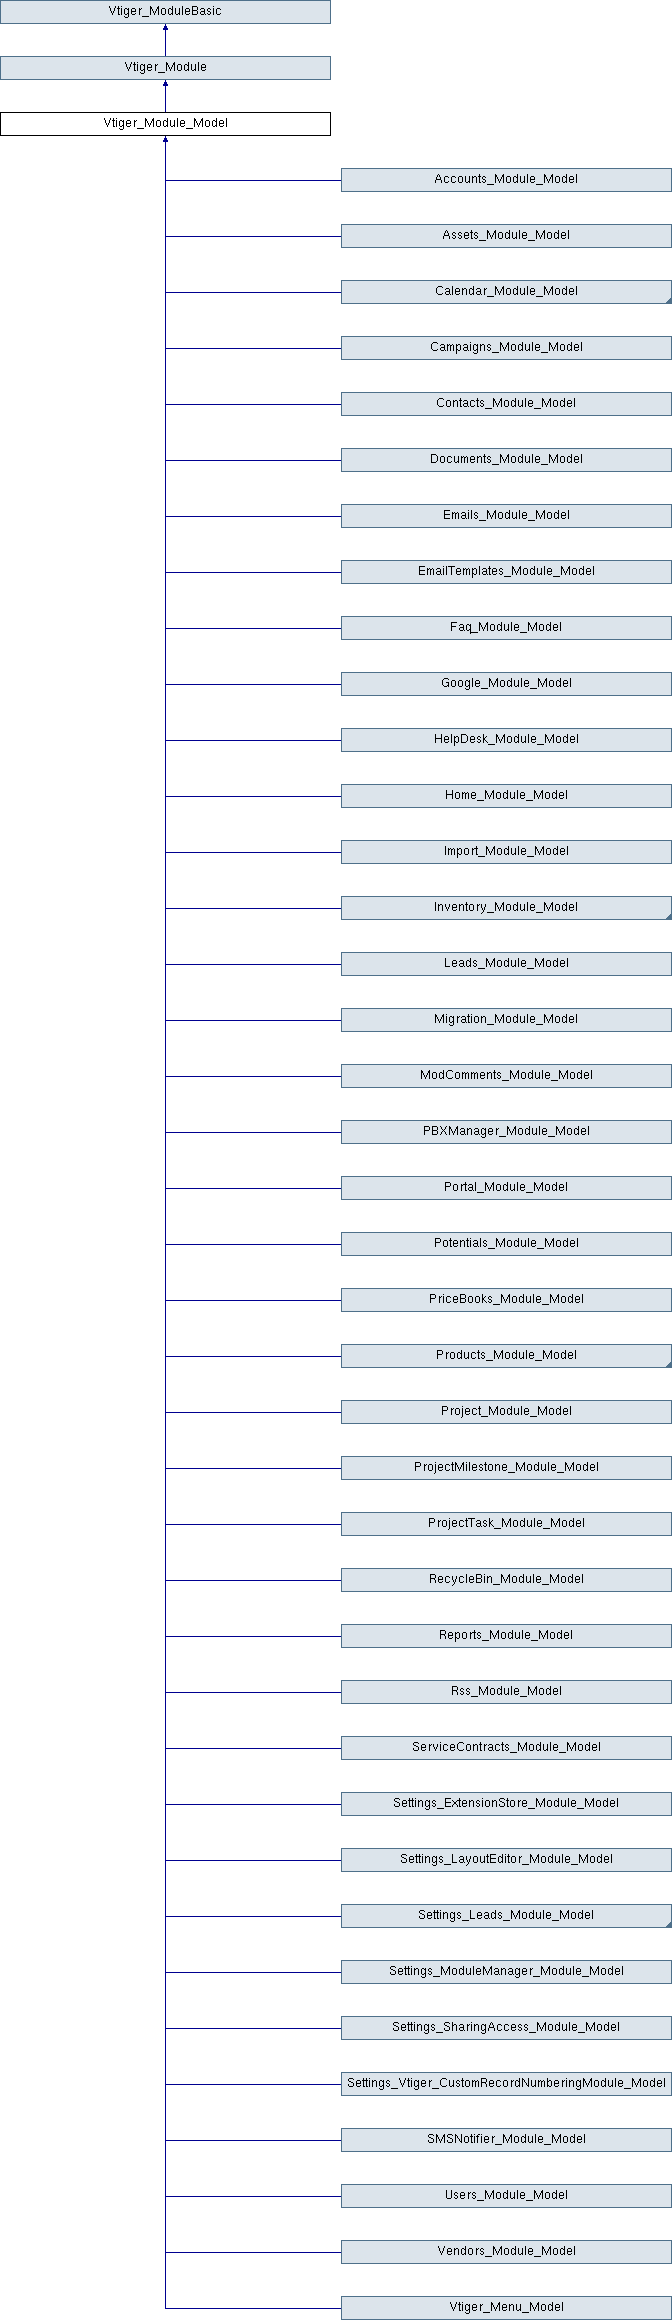 Vtiger_ModuleBasic
Vtiger_Module
Vtiger_Module_Model
Accounts_Module_Model
Assets_Module_Model
Calendar_Module_Model
Campaigns_Module_Model
Contacts_Module_Model
Documents_Module_Model
Emails_Module_Model
EmailTemplates_Module_Model
Faq_Module_Model
Google_Module_Model
HelpDesk_Module_Model
Home_Module_Model
Import_Module_Model
Inventory_Module_Model
Leads_Module_Model
Migration_Module_Model
ModComments_Module_Model
PBXManager_Module_Model
Portal_Module_Model
Potentials_Module_Model
PriceBooks_Module_Model
Products_Module_Model
Project_Module_Model
ProjectMilestone_Module_Model
ProjectTask_Module_Model
RecycleBin_Module_Model
Reports_Module_Model
Rss_Module_Model
ServiceContracts_Module_Model
Settings_ExtensionStore_Module_Model
Settings_LayoutEditor_Module_Model
Settings_Leads_Module_Model
Settings_ModuleManager_Module_Model
Settings_SharingAccess_Module_Model
Settings_Vtiger_CustomRecordNumberingModule_Model
SMSNotifier_Module_Model
Users_Module_Model
Vendors_Module_Model
Vtiger_Menu_Model